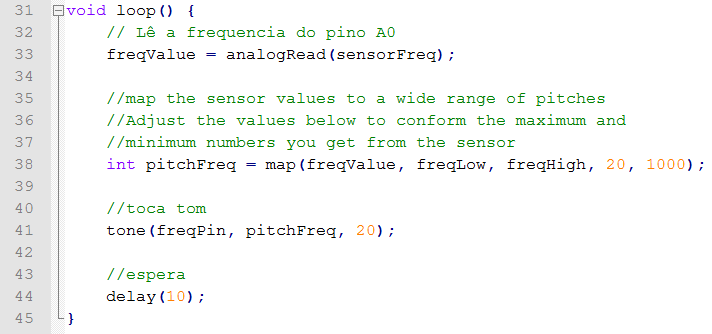 31 void loop() {
32 // Lê a frequencia do pino A0
33 freqValue = analogRead(sensorFreq);
34
35 //map the sensor values to a wide range of pitches
36 //Adjust the values below to conform the maximum and
37 //minimum numbers you get from the sensor
38 int pitchFreq = map(freqValue, freqLow, freqHigh, 20, 1000);
39
40 //toca tom
41 tone(freqPin, pitchFreq, 20);
42
43 //espera
44 delay(10);
45 }